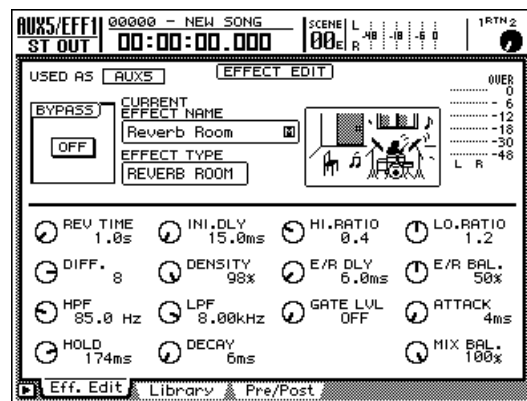 AUX5/EFF1 00000 - NEW SONG SCENE L -48 -18 -6 0 1RTN2
ST OUT 00:00:00.000 00E R
USED AS AUX5 EFFECT EDIT
OVER
0
- 6
-12
-18
-30
-48
L R
BYPASS
OFF
CURRENT
EFFECT NAME
Reverb Room M
EFFECT TYPE
REVERB ROOM
REV TIME 1.0s INI.DLY 15.0ms HI.RATIO 0.4 LO.RATIO 1.2
DIFF. 8 DENSITY 98% E/R DLY 6.0ms E/R BAL. 50%
HPF 85.0 Hz LPF 8.00kHz GATE LVL OFF ATTACK 4ms
HOLD 174ms DECAY 6ms MIX BAL. 100%
Eff. Edit Library Pre/Post